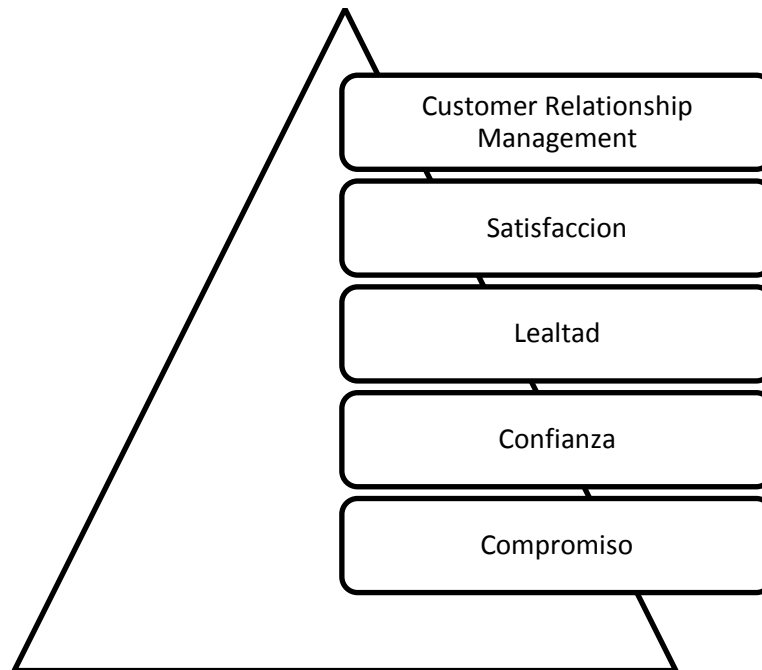 Customer Relationship
Management
Satisfaccion
Lealtad
Confianza
Compromiso